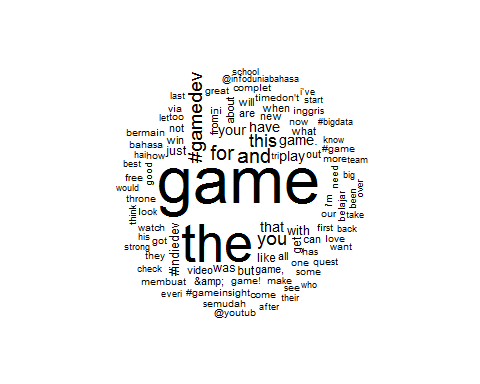 school
@infoduniabahasa
great complet
last #gamedev about will timedon't i've start
via from ini are when inggris
let too your have new now #bigdata
bermain not win this what
bahasa just for and tri play game. out know #game
hai how more team
best good game need big
free i'm over
would throne been
think look our belajar take
watch the that with first back
his got you can love
strong #indiedev get has want
they like all one quest
check video was but game, some
membuat &amp; game! make see who
everi #gameinsight come their
semudah after
@youtub